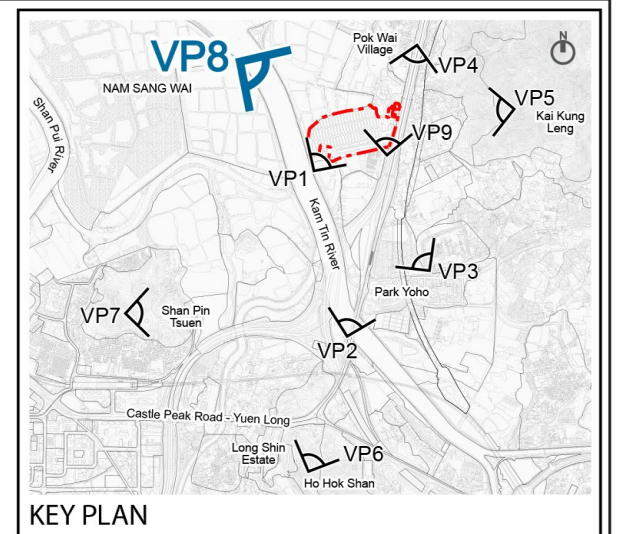 Pok Wai
Village
N
VP8
VP4
NAM SANG WAI
VP5
Kai Kung
Leng
Shan Pui River
VP9
VP1
Kam Tin River
VP3
Park Yoho
VP7
Shan Pin
Tsuen
VP2
Castle Peak Road - Yuen Long
Long Shin
Estate
VP6
Ho Hok Shan
KEY PLAN